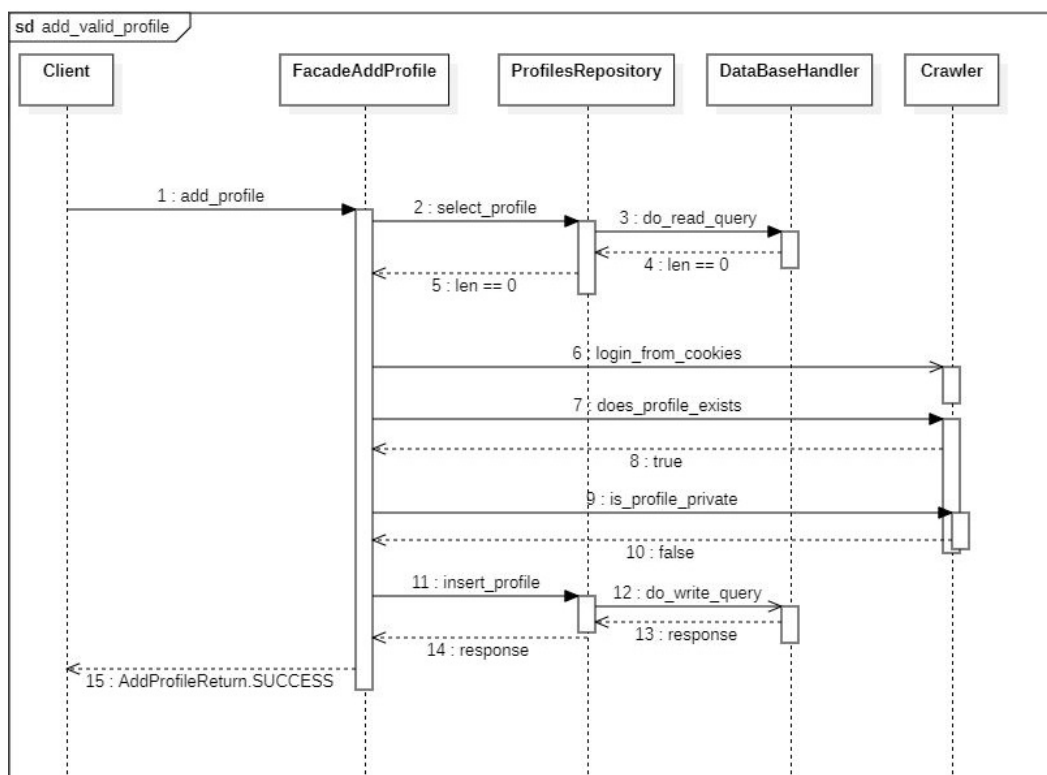 sd add_valid_profile
Client
FacadeAddProfile
ProfilesRepository
DataBaseHandler
Crawler
1 : add_profile
2 : select_profile
3 : do_read_query
4 : len == 0
5 : len == 0
6 : login_from_cookies
7 : does_profile_exists
8 : true
9 : is_profile_private
10 : false
11 : insert_profile
12 : do_write_query
13 : response
14 : response
15 : AddProfileReturn.SUCCESS